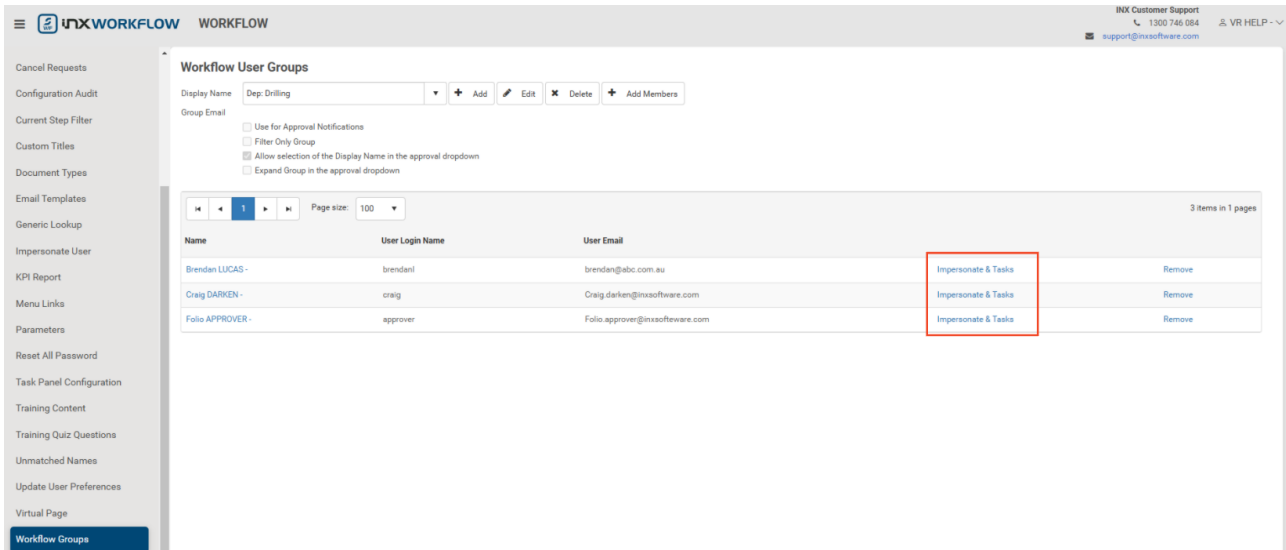 INX Customer Support
INXWORKFLOW WORKFLOW
1300 746 084
VR HELP -
support@inxsoftware.com
Cancel Requests
Configuration Audit
Current Step Filter
Custom Titles
Document Types
Email Templates
Generic Lookup
Impersonate User
KPI Report
Menu Links
Parameters
Reset All Password
Task Panel Configuration
Training Content
Training Quiz Questions
Unmatched Names
Update User Preferences
Virtual Page
Workflow Groups
Workflow User Groups
Display Name Dep: Drilling Add Edit Delete Add Members
Group Email
Use for Approval Notifications
Filter Only Group
Allow selection of the Display Name in the approval dropdown
Expand Group in the approval dropdown
1 Page size: 100 3 items in 1 pages
Name User Login Name User Email
Brendan LUCAS - brendanl brendan@abc.com.au Impersonate & Tasks Remove
Craig DARKEN - craig Craig.darken@inxsoftware.com Impersonate & Tasks Remove
Folio APPROVER - approver Folio.approver@inxsofteware.com Impersonate & Tasks Remove